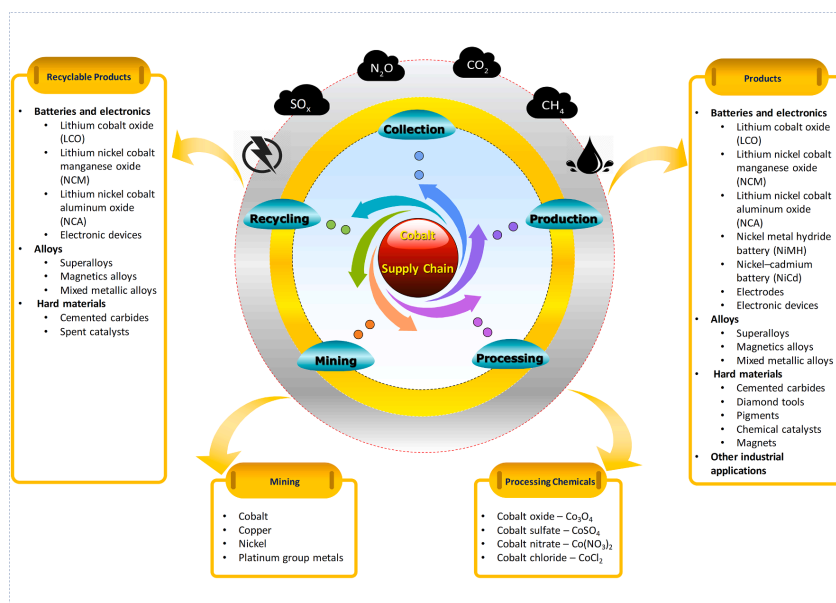 N₂O
CO₂
SOₓ
CH₄
Collection
Recycling
Production
Cobalt
Supply Chain
Mining
Processing
Recyclable Products
• Batteries and electronics
• Lithium cobalt oxide
(LCO)
• Lithium nickel cobalt
manganese oxide
(NCM)
• Lithium nickel cobalt
aluminum oxide
(NCA)
• Electronic devices
• Alloys
• Superalloys
• Magnetics alloys
• Mixed metallic alloys
• Hard materials
• Cemented carbides
• Spent catalysts
Products
• Batteries and electronics
• Lithium cobalt oxide
(LCO)
• Lithium nickel cobalt
manganese oxide
(NCM)
• Lithium nickel cobalt
aluminum oxide
(NCA)
• Nickel metal hydride
battery (NiMH)
• Nickel–cadmium
battery (NiCd)
• Electrodes
• Electronic devices
• Alloys
• Superalloys
• Magnetics alloys
• Mixed metallic alloys
• Hard materials
• Cemented carbides
• Diamond tools
• Pigments
• Chemical catalysts
• Magnets
• Other industrial
applications
Mining
• Cobalt
• Copper
• Nickel
• Platinum group metals
Processing Chemicals
• Cobalt oxide – Co₃O₄
• Cobalt sulfate – CoSO₄
• Cobalt nitrate – Co(NO₃)₂
• Cobalt chloride – CoCl₂